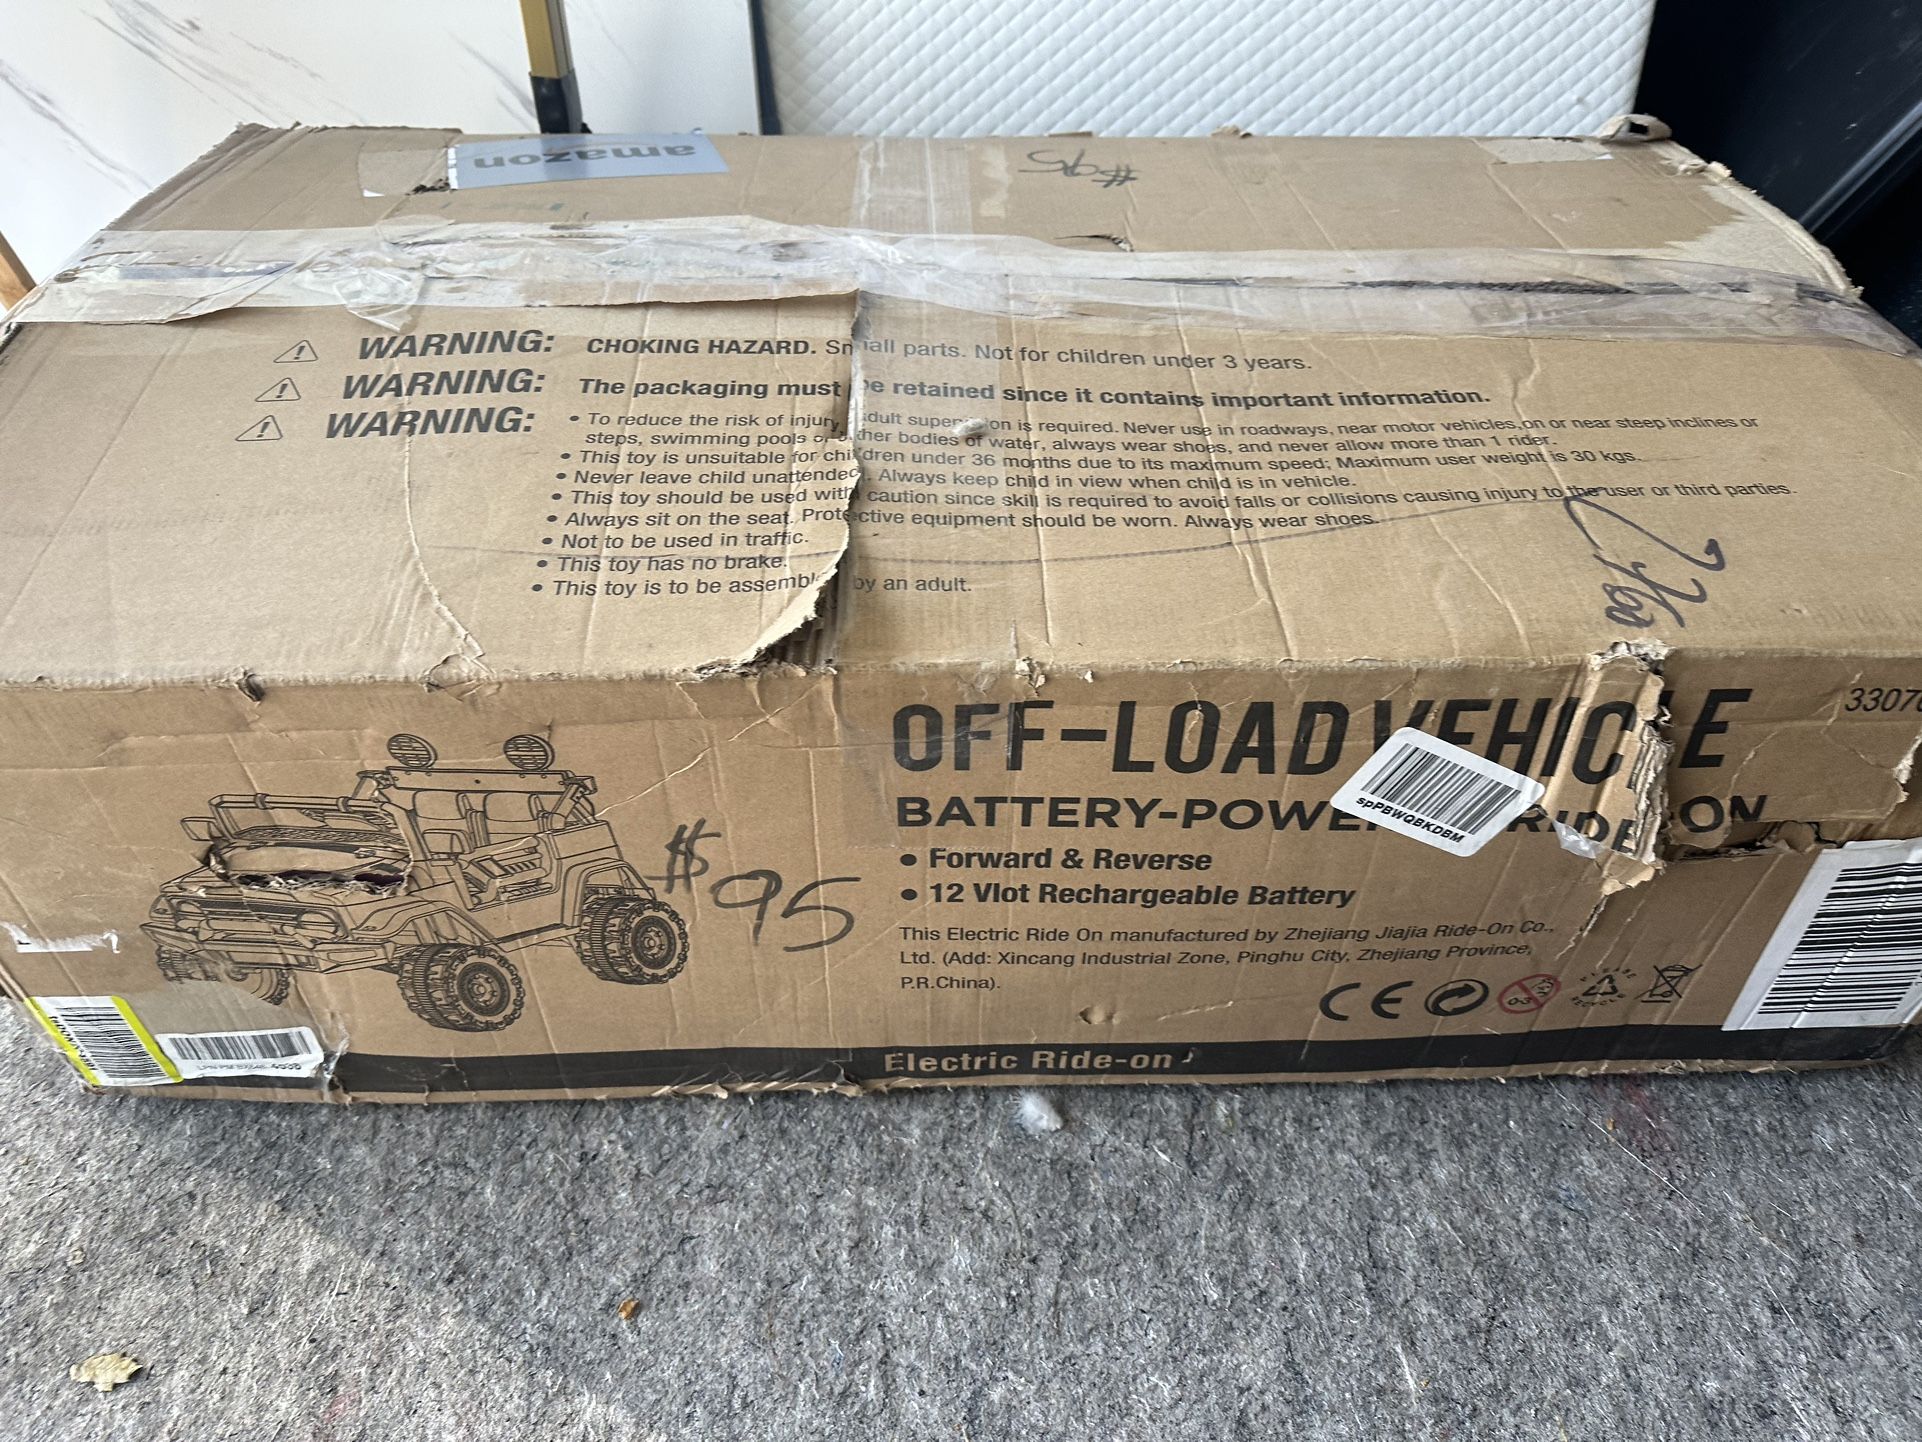 amazon
$95
WARNING: CHOKING HAZARD. Small parts. Not for children under 3 years.
WARNING: The packaging must be retained since it contains important information.
WARNING: • To reduce the risk of injury, adult supervision is required. Never use in roadways, near motor vehicles, on or near steep inclines or
steps, swimming pools or other bodies of water, always wear shoes, and never allow more than 1 rider.
• This toy is unsuitable for children under 36 months due to its maximum speed; Maximum user weight is 30 kgs.
• Never leave child unattended. Always keep child in view when child is in vehicle.
• This toy should be used with caution since skill is required to avoid falls or collisions causing injury to the user or third parties.
• Always sit on the seat. Protective equipment should be worn. Always wear shoes.
• Not to be used in traffic.
• This toy has no brake.
• This toy is to be assembled by an adult.
OFF-LOAD VEHICLE
33070
BATTERY-POWERED RIDE-ON
spPBWQBKDBM
• Forward & Reverse
• 12 Vlot Rechargeable Battery
$95
This Electric Ride On manufactured by Zhejiang Jiajia Ride-On Co.,
Ltd. (Add: Xincang Industrial Zone, Pinghu City, Zhejiang Province,
P.R.China).
CE
0-3
PLEASE
RECYCLE
Electric Ride-on